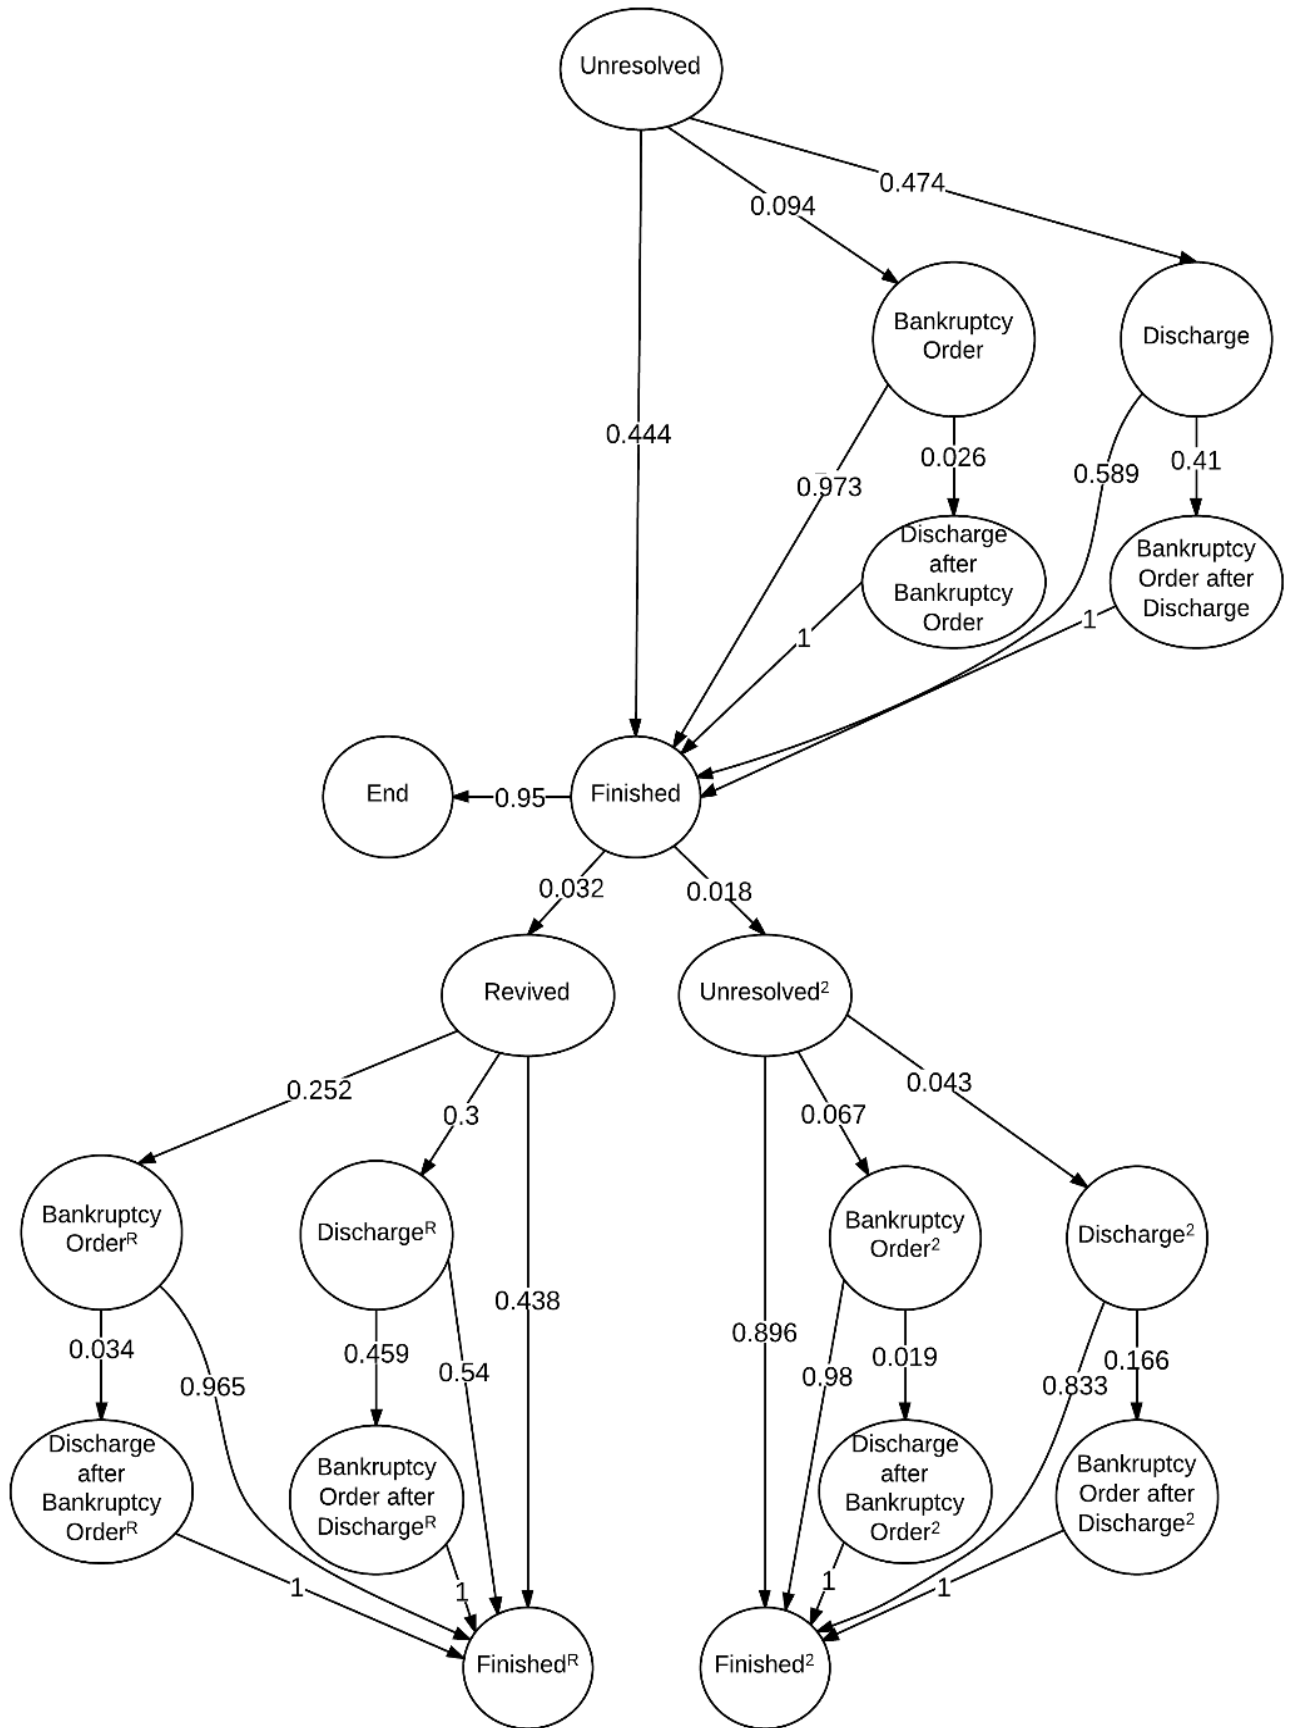 Unresolved
0.474
0.094
Bankruptcy
Order
Discharge
0.444
0.973
0.026
0.589
0.41
Discharge
after
Bankruptcy
Order
Bankruptcy
Order after
Discharge
1
1
End
0.95
Finished
0.032
0.018
Revived
Unresolved²
0.252
0.3
0.067
0.043
Bankruptcy
Orderᴿ
Dischargeᴿ
Bankruptcy
Order²
Discharge²
0.438
0.896
0.034
0.965
0.459
0.54
0.98
0.019
0.833
0.166
Discharge
after
Bankruptcy
Orderᴿ
Bankruptcy
Order after
Dischargeᴿ
Discharge
after
Bankruptcy
Order²
Bankruptcy
Order after
Discharge²
1
1
1
1
Finishedᴿ
Finished²